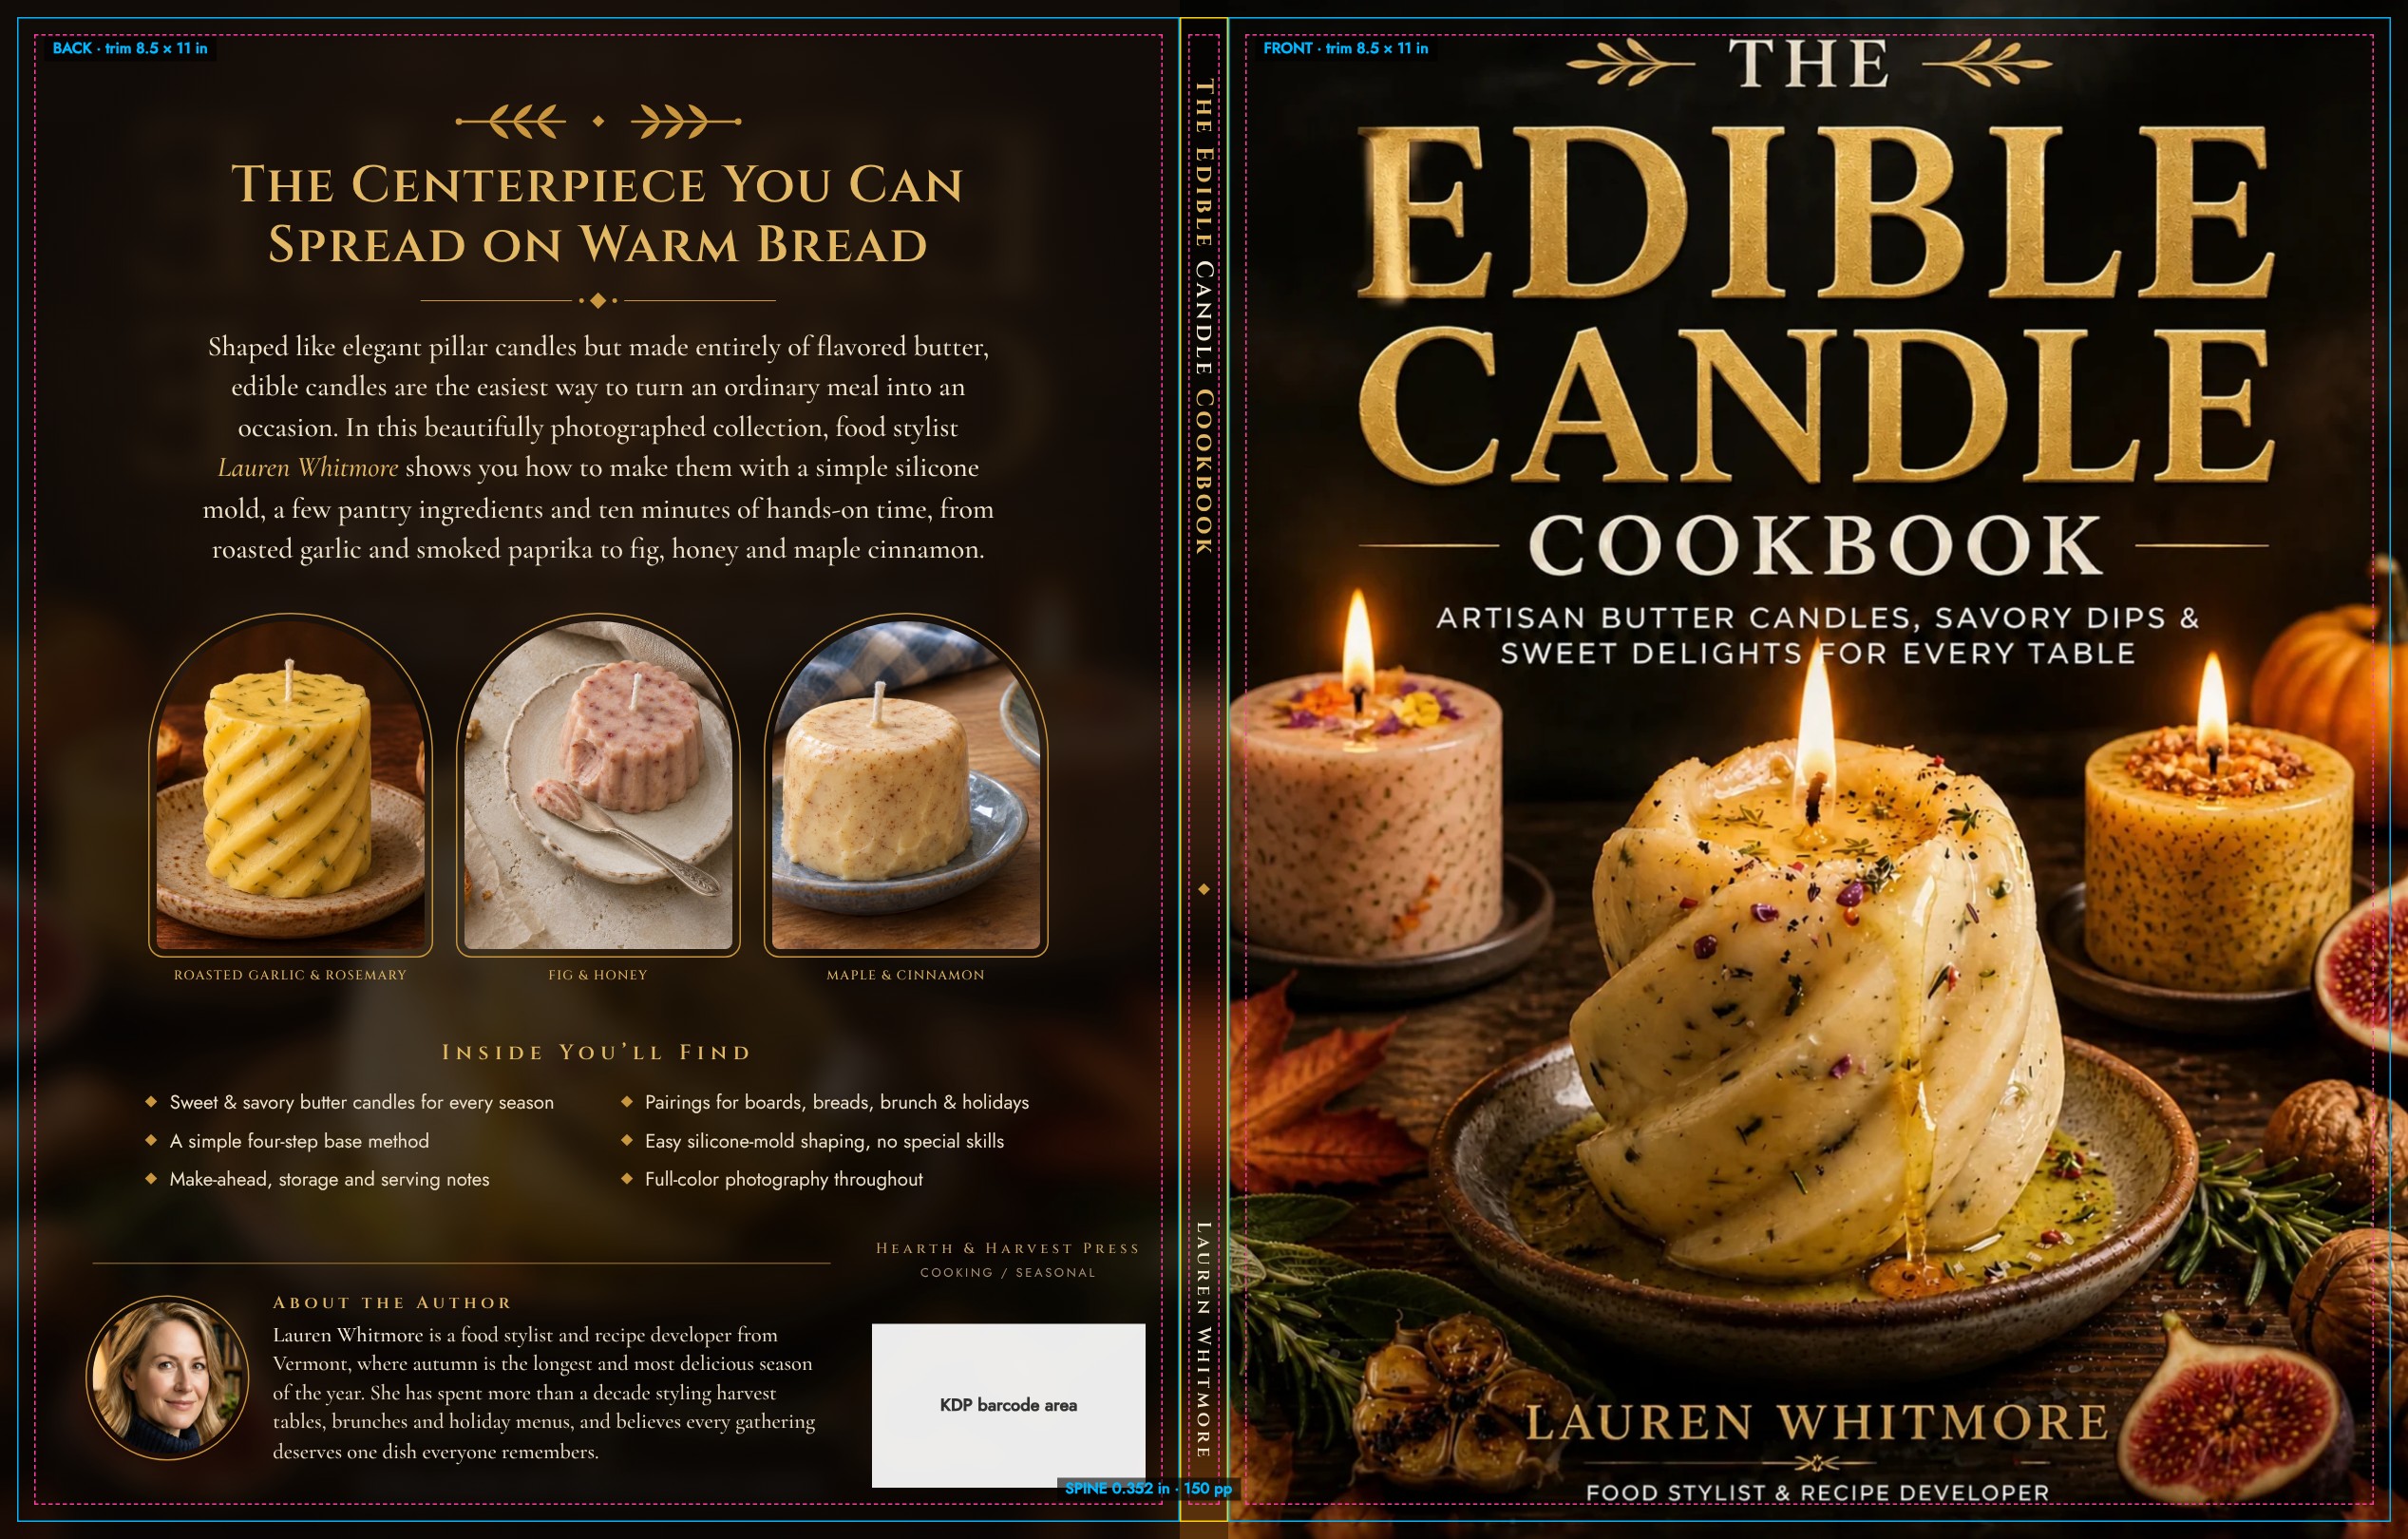 BACK · trim 8.5 × 11 in
The Centerpiece You Can
Spread on Warm Bread
Shaped like elegant pillar candles but made entirely of flavored butter,
edible candles are the easiest way to turn an ordinary meal into an
occasion. In this beautifully photographed collection, food stylist
Lauren Whitmore shows you how to make them with a simple silicone
mold, a few pantry ingredients and ten minutes of hands-on time, from
roasted garlic and smoked paprika to fig, honey and maple cinnamon.
ROASTED GARLIC & ROSEMARY
FIG & HONEY
MAPLE & CINNAMON
Inside You’ll Find
Sweet & savory butter candles for every season
A simple four-step base method
Make-ahead, storage and serving notes
Pairings for boards, breads, brunch & holidays
Easy silicone-mold shaping, no special skills
Full-color photography throughout
About the Author
Lauren Whitmore is a food stylist and recipe developer from
Vermont, where autumn is the longest and most delicious season
of the year. She has spent more than a decade styling harvest
tables, brunches and holiday menus, and believes every gathering
deserves one dish everyone remembers.
Hearth & Harvest Press
COOKING / SEASONAL
KDP barcode area
The Edible Candle Cookbook
Lauren Whitmore
SPINE 0.352 in · 150 pp
FRONT · trim 8.5 × 11 in
THE
EDIBLE
CANDLE
COOKBOOK
ARTISAN BUTTER CANDLES, SAVORY DIPS &
SWEET DELIGHTS FOR EVERY TABLE
LAUREN WHITMORE
FOOD STYLIST & RECIPE DEVELOPER